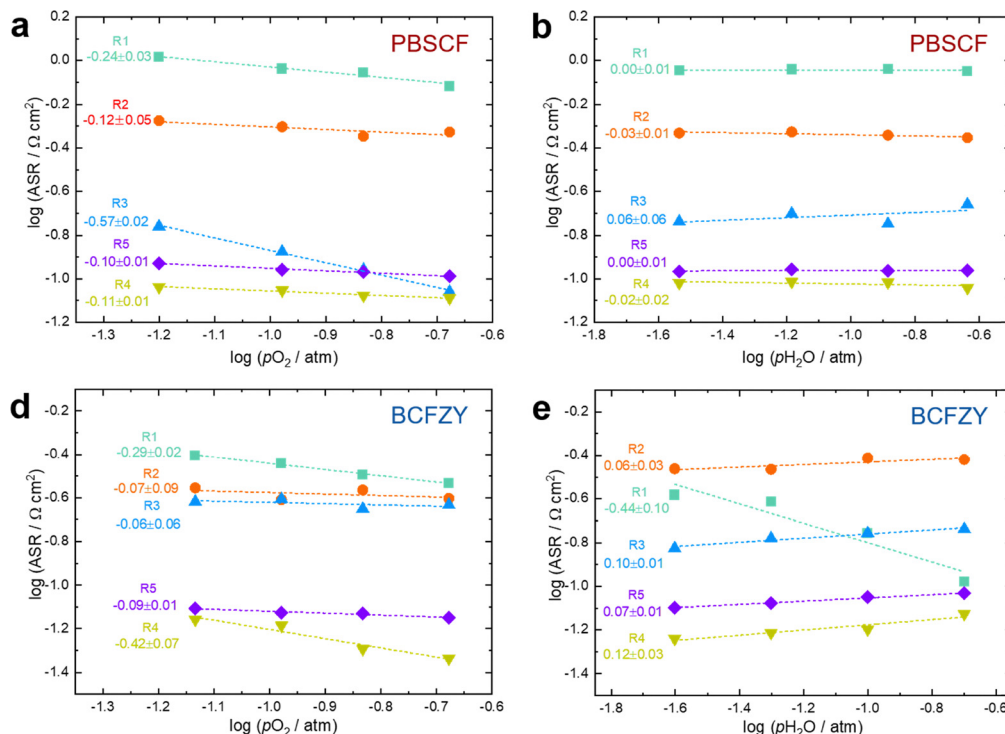 a
PBSCF
R1
-0.24±0.03
R2
-0.12±0.05
R3
-0.57±0.02
R5
-0.10±0.01
R4
-0.11±0.01
0.2
0.0
-0.2
-0.4
-0.6
-0.8
-1.0
-1.2
log (ASR / Ω cm²)
-1.3 -1.2 -1.1 -1.0 -0.9 -0.8 -0.7 -0.6
log (pO₂ / atm)
b
PBSCF
R1
0.00±0.01
R2
-0.03±0.01
R3
0.06±0.06
R5
0.00±0.01
R4
-0.02±0.02
0.2
0.0
-0.2
-0.4
-0.6
-0.8
-1.0
-1.2
log (ASR / Ω cm²)
-1.8 -1.6 -1.4 -1.2 -1.0 -0.8 -0.6
log (pH₂O / atm)
d
BCFZY
R1
-0.29±0.02
R2
-0.07±0.09
R3
-0.06±0.06
R5
-0.09±0.01
R4
-0.42±0.07
-0.2
-0.4
-0.6
-0.8
-1.0
-1.2
-1.4
log (ASR / Ω cm²)
-1.3 -1.2 -1.1 -1.0 -0.9 -0.8 -0.7 -0.6
log (pO₂ / atm)
e
BCFZY
R2
0.06±0.03
R1
-0.44±0.10
R3
0.10±0.01
R5
0.07±0.01
R4
0.12±0.03
-0.2
-0.4
-0.6
-0.8
-1.0
-1.2
-1.4
log (ASR / Ω cm²)
-1.8 -1.6 -1.4 -1.2 -1.0 -0.8 -0.6
log (pH₂O / atm)